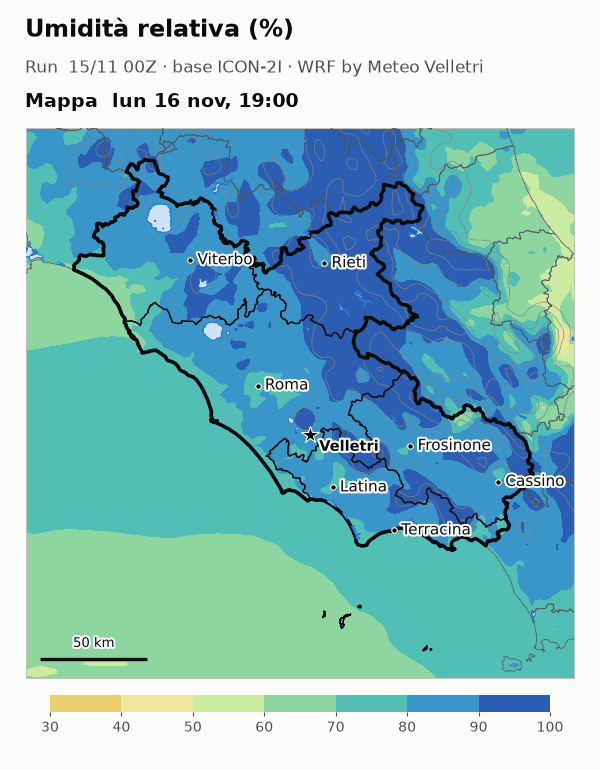 Umidità relativa (%)
Run  15/11 00Z · base ICON-2I · WRF by Meteo Velletri
Mappa  lun 16 nov, 19:00
Viterbo
Rieti
Roma
Velletri
Frosinone
Latina
Cassino
Terracina
50 km
30 40 50 60 70 80 90 100